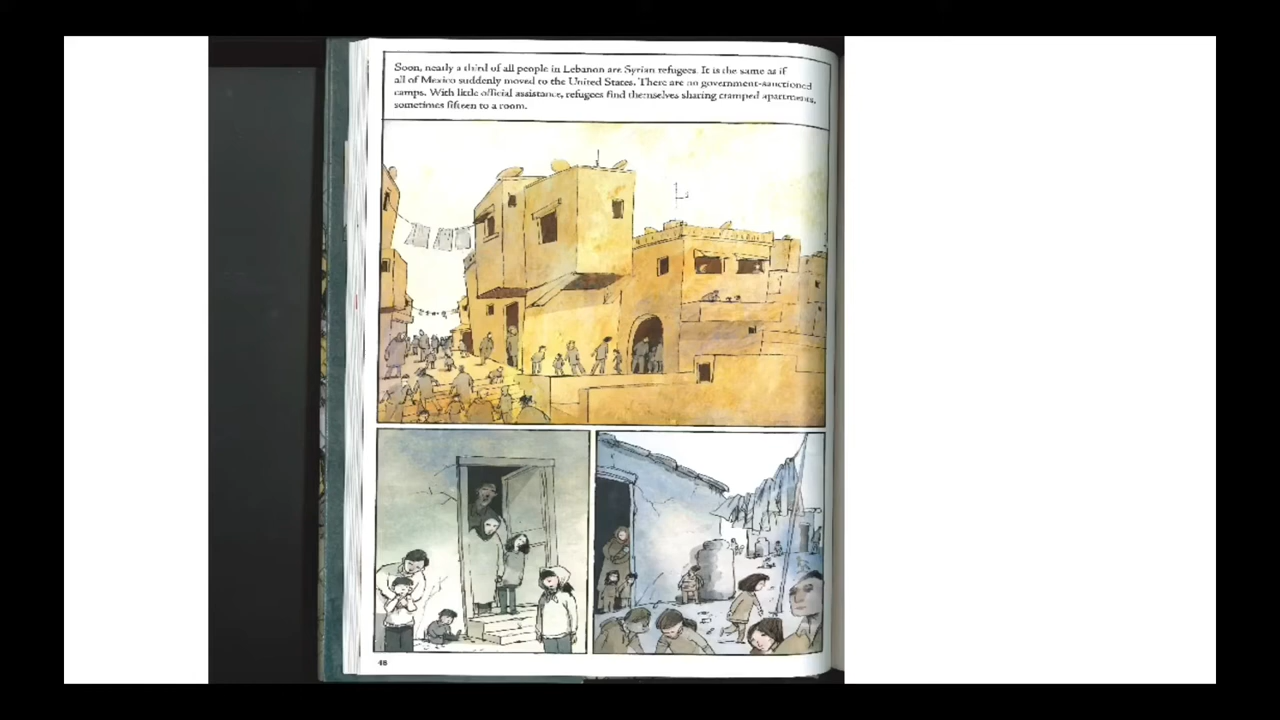 Soon, nearly a third of all people in Lebanon are Syrian refugees. It is the same as if
all of Mexico suddenly moved to the United States. There are no government-sanctioned
camps. With little official assistance, refugees find themselves sharing cramped apartments,
sometimes fifteen to a room.
46